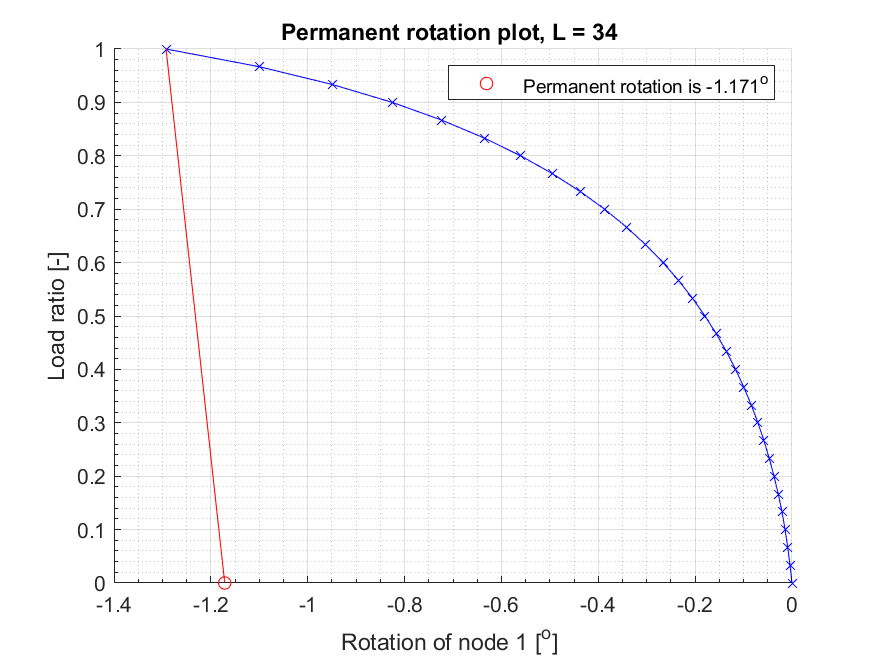 Permanent rotation plot, L = 34
Permanent rotation is -1.171°
Load ratio [-]
1
0.9
0.8
0.7
0.6
0.5
0.4
0.3
0.2
0.1
0
-1.4 -1.2 -1 -0.8 -0.6 -0.4 -0.2 0
Rotation of node 1 [°]